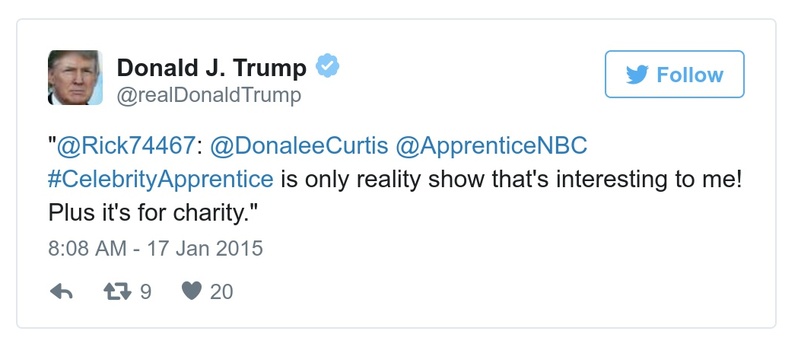 Donald J. Trump
@realDonaldTrump
Follow
"@Rick74467: @DonaleeCurtis @ApprenticeNBC
#CelebrityApprentice is only reality show that's interesting to me!
Plus it's for charity."
8:08 AM - 17 Jan 2015
9
20